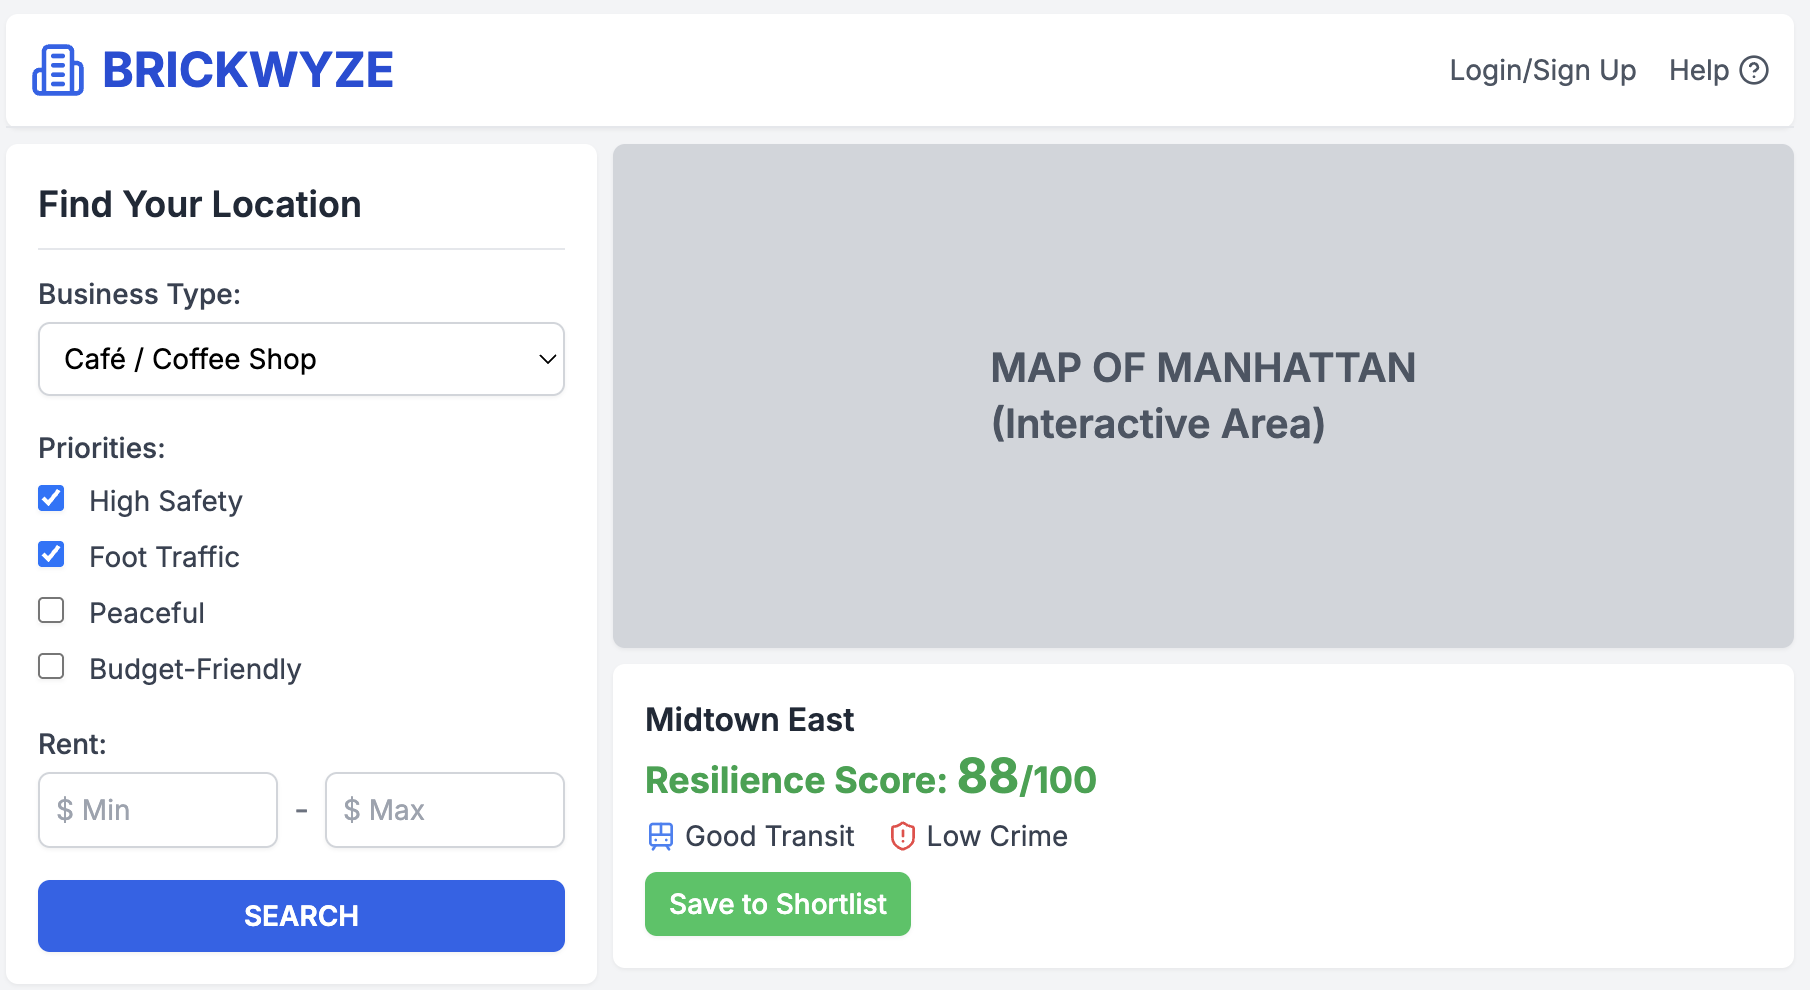 BRICKWYZE
Login/Sign Up
Help
Find Your Location
Business Type:
Café / Coffee Shop
Priorities:
High Safety
Foot Traffic
Peaceful
Budget-Friendly
Rent:
$ Min - $ Max
SEARCH
MAP OF MANHATTAN
(Interactive Area)
Midtown East
Resilience Score: 88/100
Good Transit
Low Crime
Save to Shortlist